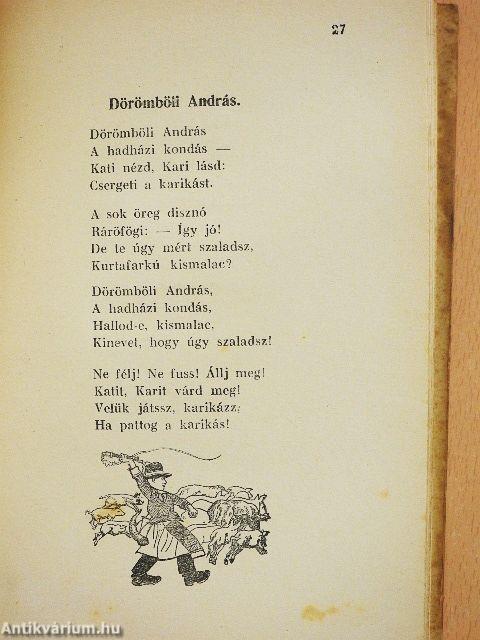 27
Dörömböli András.
Dörömböli András
A hadházi kondás —
Kati nézd, Kari lásd:
Csergeti a karikást.
A sok öreg disznó
Ráröfögi: — Így jó!
De te úgy mért szaladsz,
Kurtafarkú kismalac?
Dörömböli András,
A hadházi kondás,
Hallod-e, kismalac,
Kinevet, hogy úgy szaladsz!
Ne félj! Ne fuss! Állj meg!
Katit, Karit várd meg!
Velük játssz, karikázz,
Ha pattog a karikás!
Antikvárium.hu